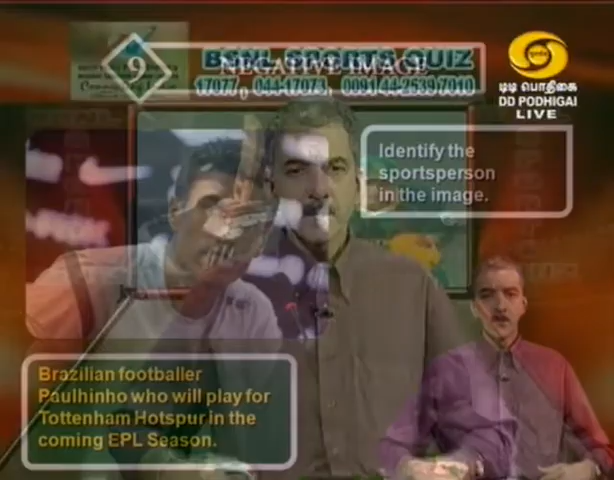 9
BSNL SPORTS QUIZ
NEGATIVE IMAGE
17077, 044-17073, 0091-44-2539 7010
டிடி பொதிகை
DD PODHIGAI
LIVE
Identify the
sportsperson
in the image.
Brazilian footballer
Paulhinho who will play for
Tottenham Hotspur in the
coming EPL Season.